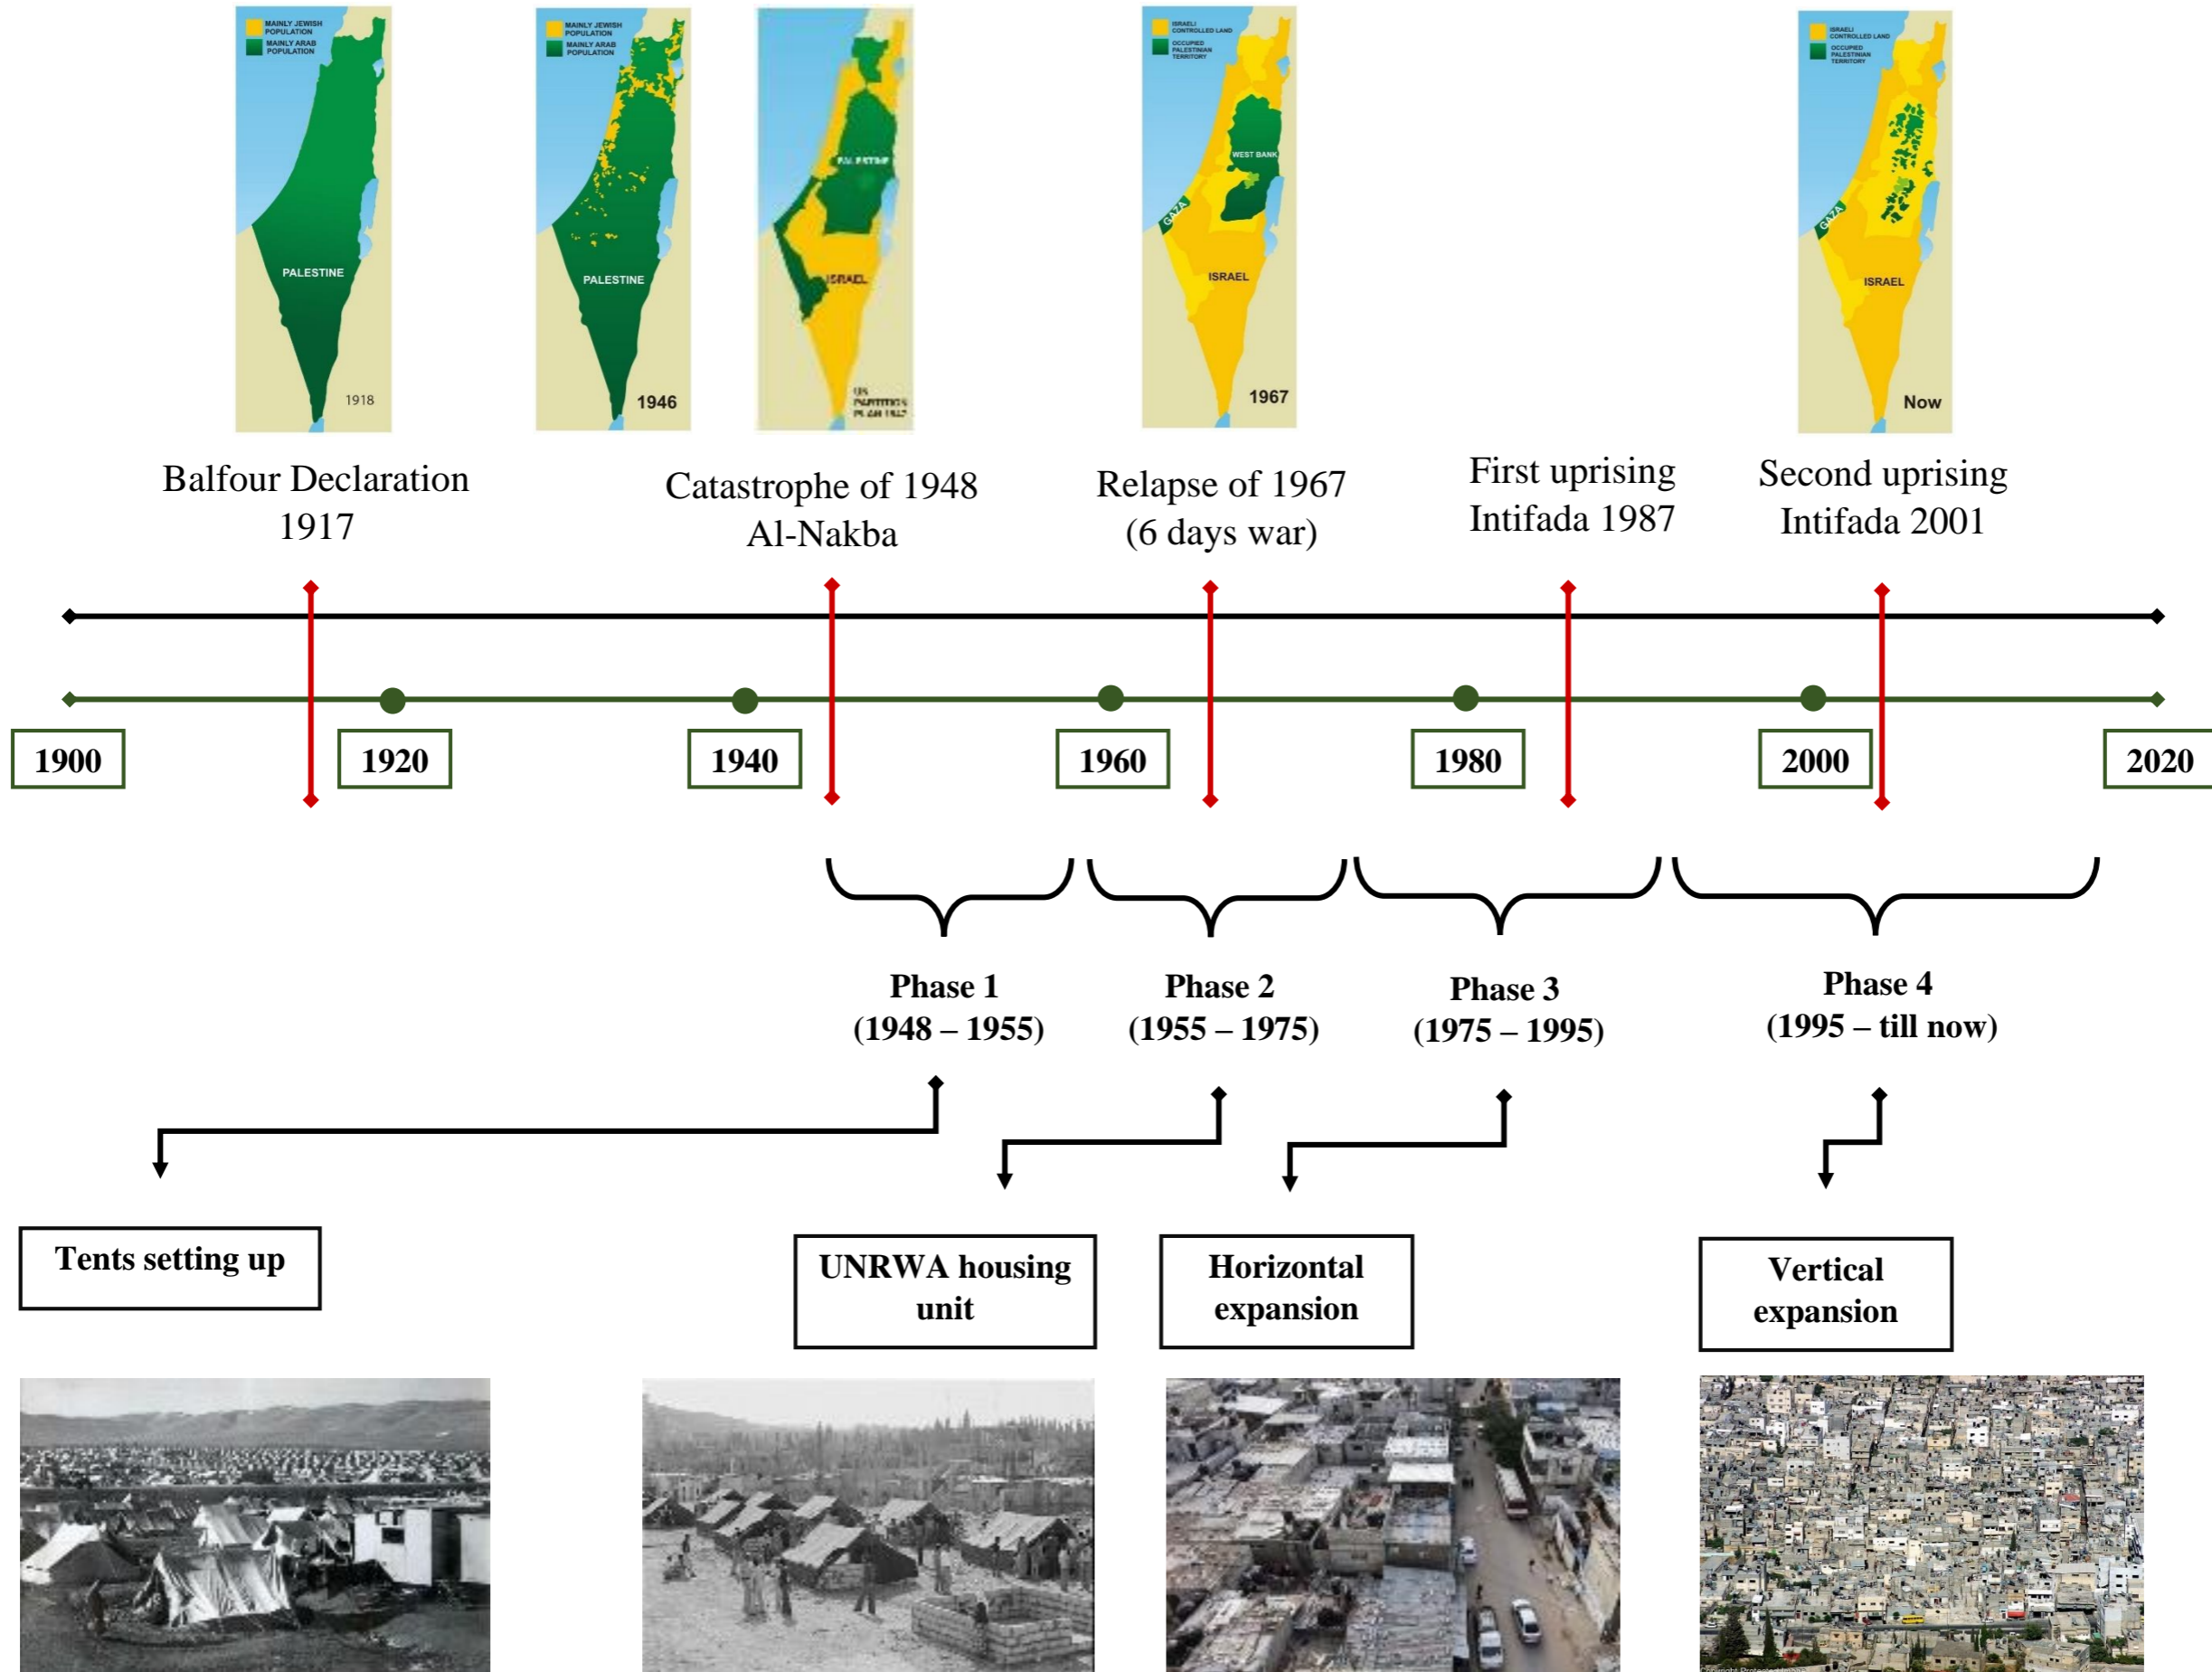 MAINLY JEWISH
POPULATION
MAINLY ARAB
POPULATION
PALESTINE
1918
MAINLY JEWISH
POPULATION
MAINLY ARAB
POPULATION
PALESTINE
1946
PALESTINE
ISRAEL
PARTITION
ISRAELI
CONTROLLED LAND
OCCUPIED
PALESTINIAN
TERRITORY
WEST BANK
GAZA
ISRAEL
1967
ISRAELI
CONTROLLED LAND
OCCUPIED
PALESTINIAN
TERRITORY
GAZA
ISRAEL
Now
Balfour Declaration
1917
Catastrophe of 1948
Al-Nakba
Relapse of 1967
(6 days war)
First uprising
Intifada 1987
Second uprising
Intifada 2001
1900
1920
1940
1960
1980
2000
2020
Phase 1
(1948 – 1955)
Phase 2
(1955 – 1975)
Phase 3
(1975 – 1995)
Phase 4
(1995 – till now)
Tents setting up
UNRWA housing
unit
Horizontal
expansion
Vertical
expansion